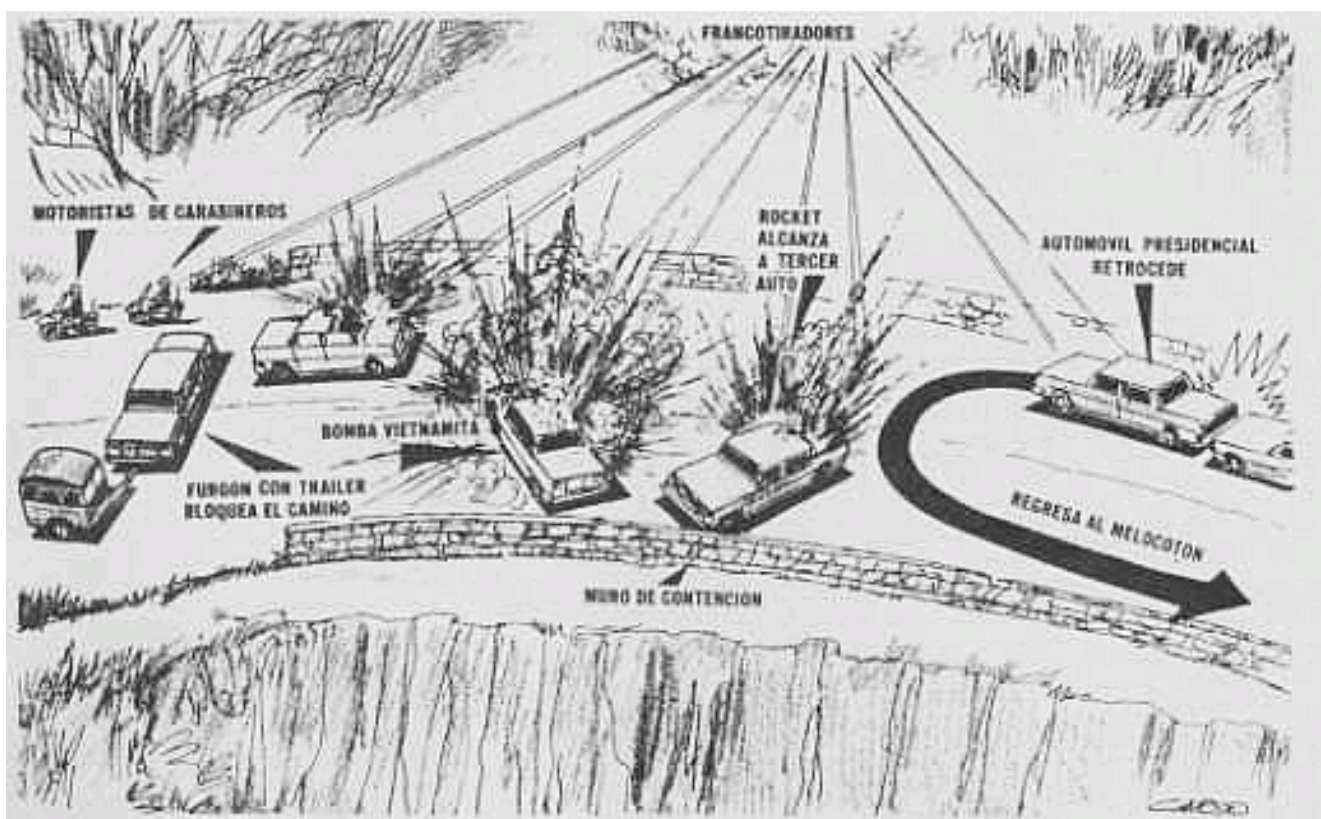 FRANCOTIRADORES
MOTORISTAS DE CARABINEROS
ROCKET
ALCANZA
A TERCER
AUTO
AUTOMOVIL PRESIDENCIAL
RETROCEDE
BOMBA VIETNAMITA
FURGON CON TRAILER
BLOQUEA EL CAMINO
REGRESA AL MELOCOTON
MURO DE CONTENCION